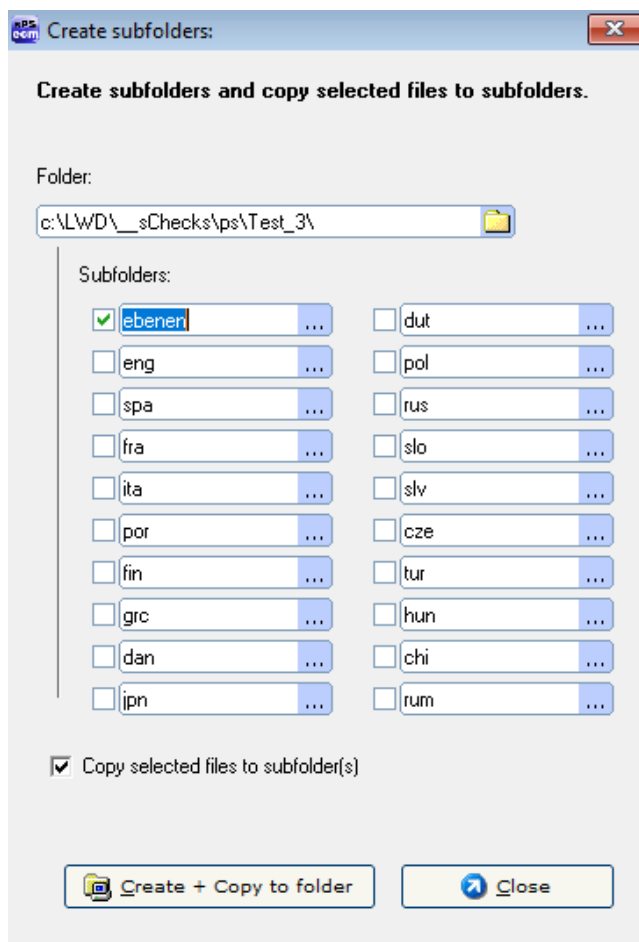 Create subfolders:
Create subfolders and copy selected files to subfolders.
Folder:
c:\LWD\__sChecks\ps\Test_3\
Subfolders:
ebenen ... dut ...
eng ... pol ...
spa ... rus ...
fra ... slo ...
ita ... slv ...
por ... cze ...
fin ... tur ...
grc ... hun ...
dan ... chi ...
jpn ... rum ...
Copy selected files to subfolder(s)
Create + Copy to folder Close